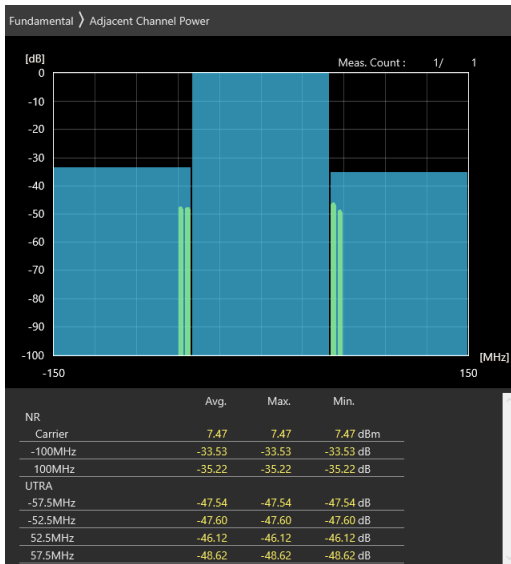 Fundamental 〉 Adjacent Channel Power
[dB]
Meas. Count : 1/ 1
0
-10
-20
-30
-40
-50
-60
-70
-80
-90
-100
[MHz]
-150 150
Avg. Max. Min.
NR
Carrier 7.47 7.47 7.47 dBm
-100MHz -33.53 -33.53 -33.53 dB
100MHz -35.22 -35.22 -35.22 dB
UTRA
-57.5MHz -47.54 -47.54 -47.54 dB
-52.5MHz -47.60 -47.60 -47.60 dB
52.5MHz -46.12 -46.12 -46.12 dB
57.5MHz -48.62 -48.62 -48.62 dB